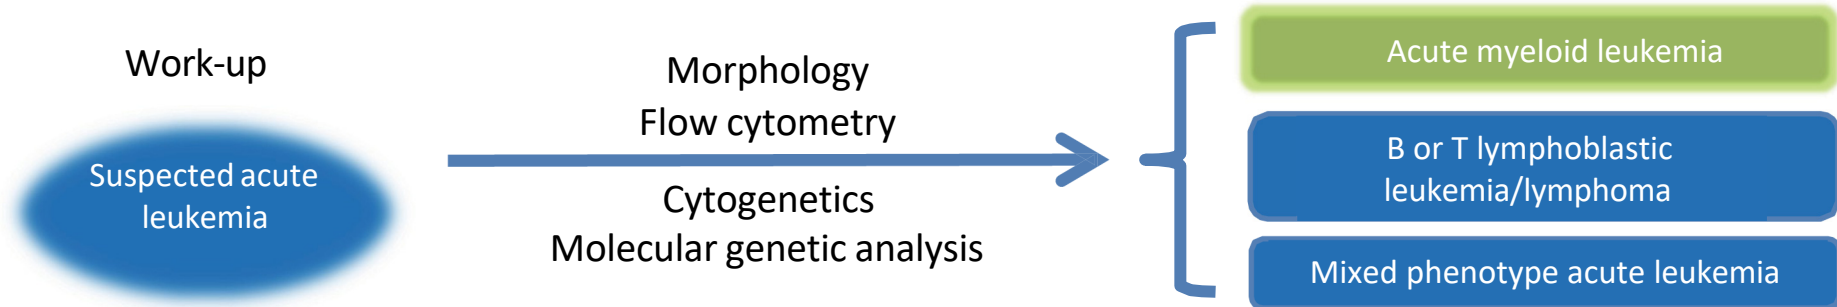 Work-up
Suspected acute
leukemia
Morphology
Flow cytometry
Cytogenetics
Molecular genetic analysis
Acute myeloid leukemia
B or T lymphoblastic
leukemia/lymphoma
Mixed phenotype acute leukemia